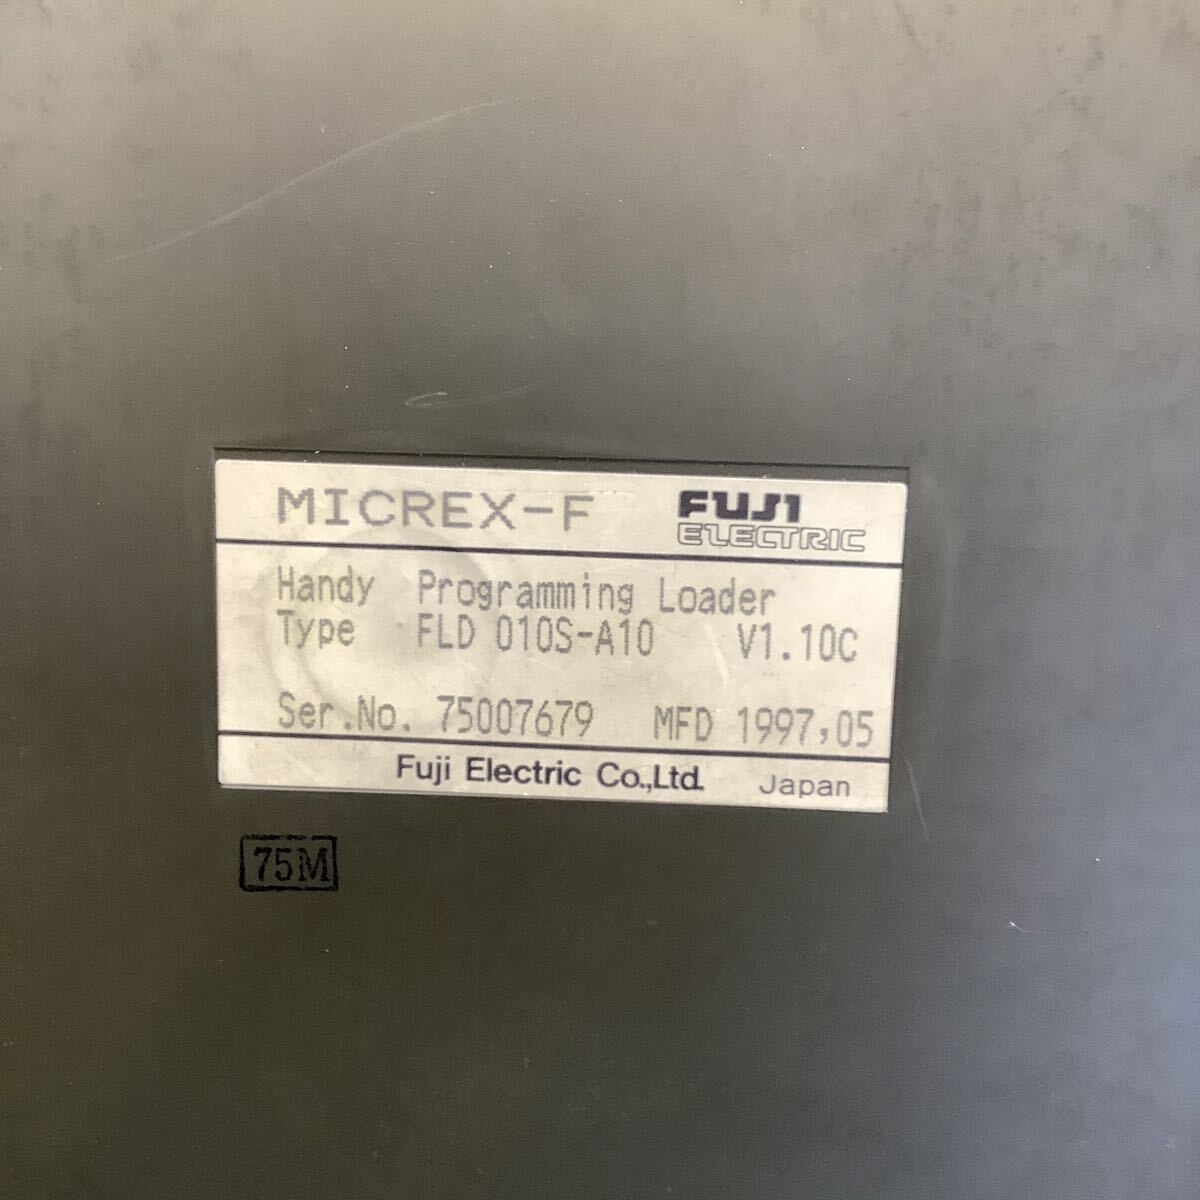 MICREX-F FUJI ELECTRIC
Handy Programming Loader
Type FLD 010S-A10 V1.10C
Ser.No. 75007679 MFD 1997,05
Fuji Electric Co.,Ltd. Japan
75M